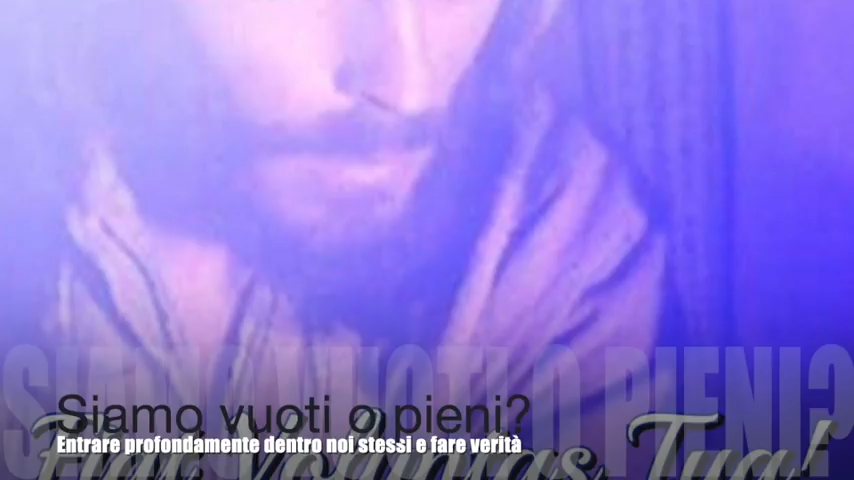 SIAMO VUOTI O PIENI?
Siamo vuoti o pieni?
Entrare profondamente dentro noi stessi e fare verità
Fiat Voluntas Tua!